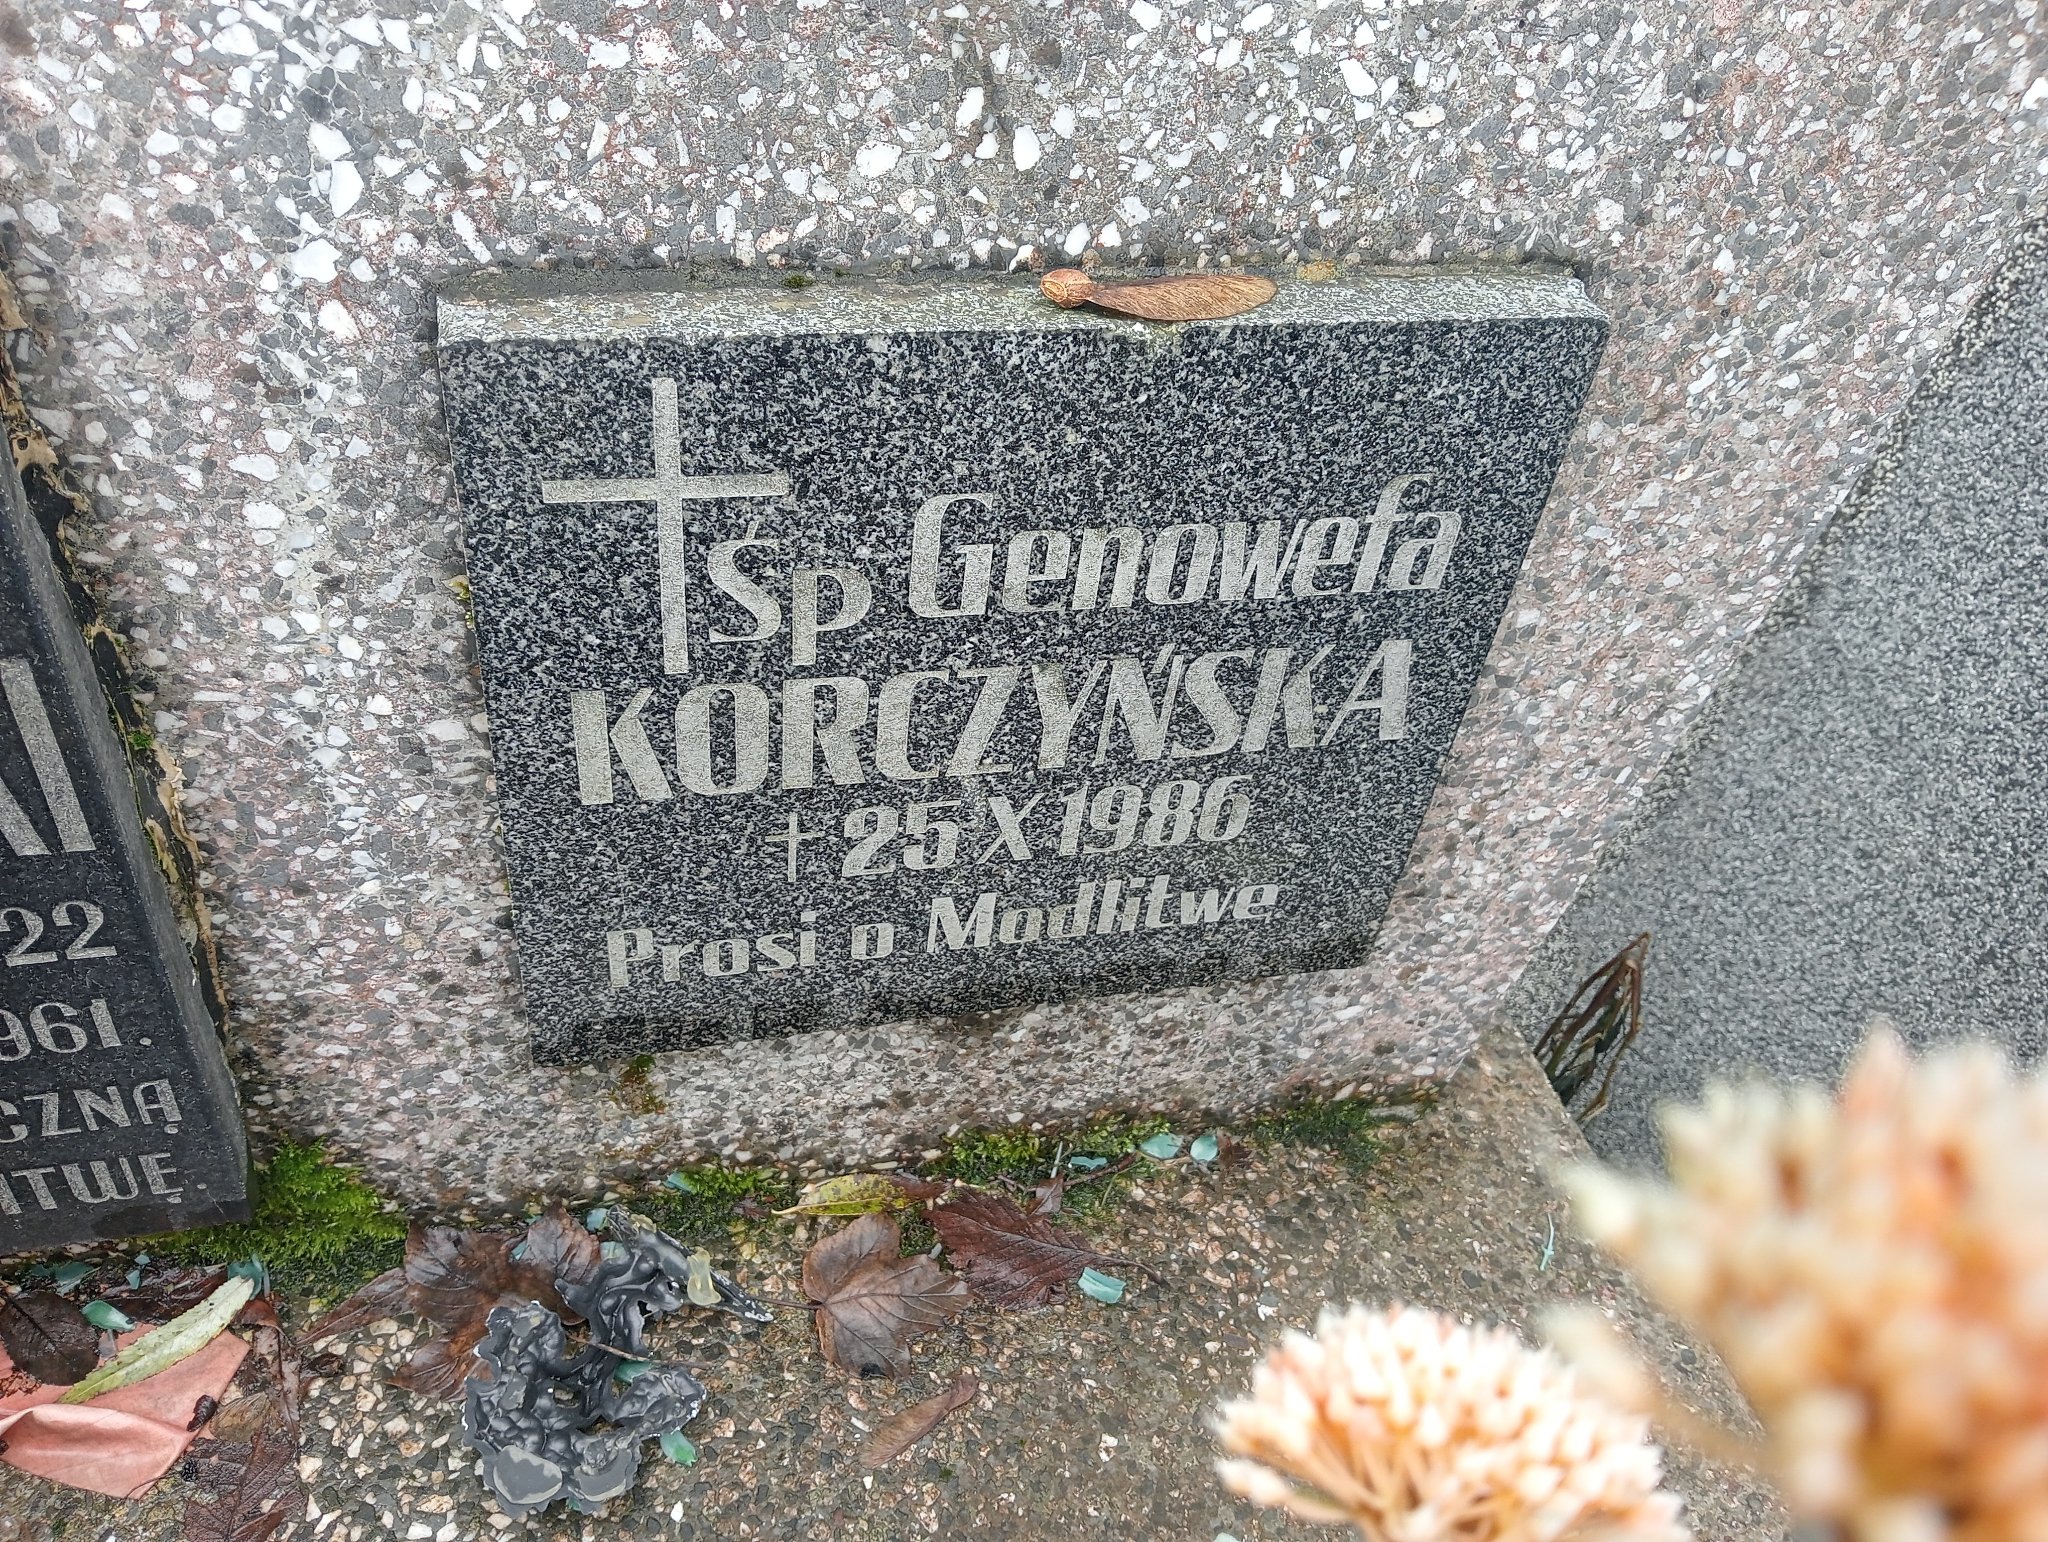 śp Genowefa
KORCZYŃSKA
† 25 X 1986
Prosi o Modlitwe
22
961
CZNĄ
ITWĘ.